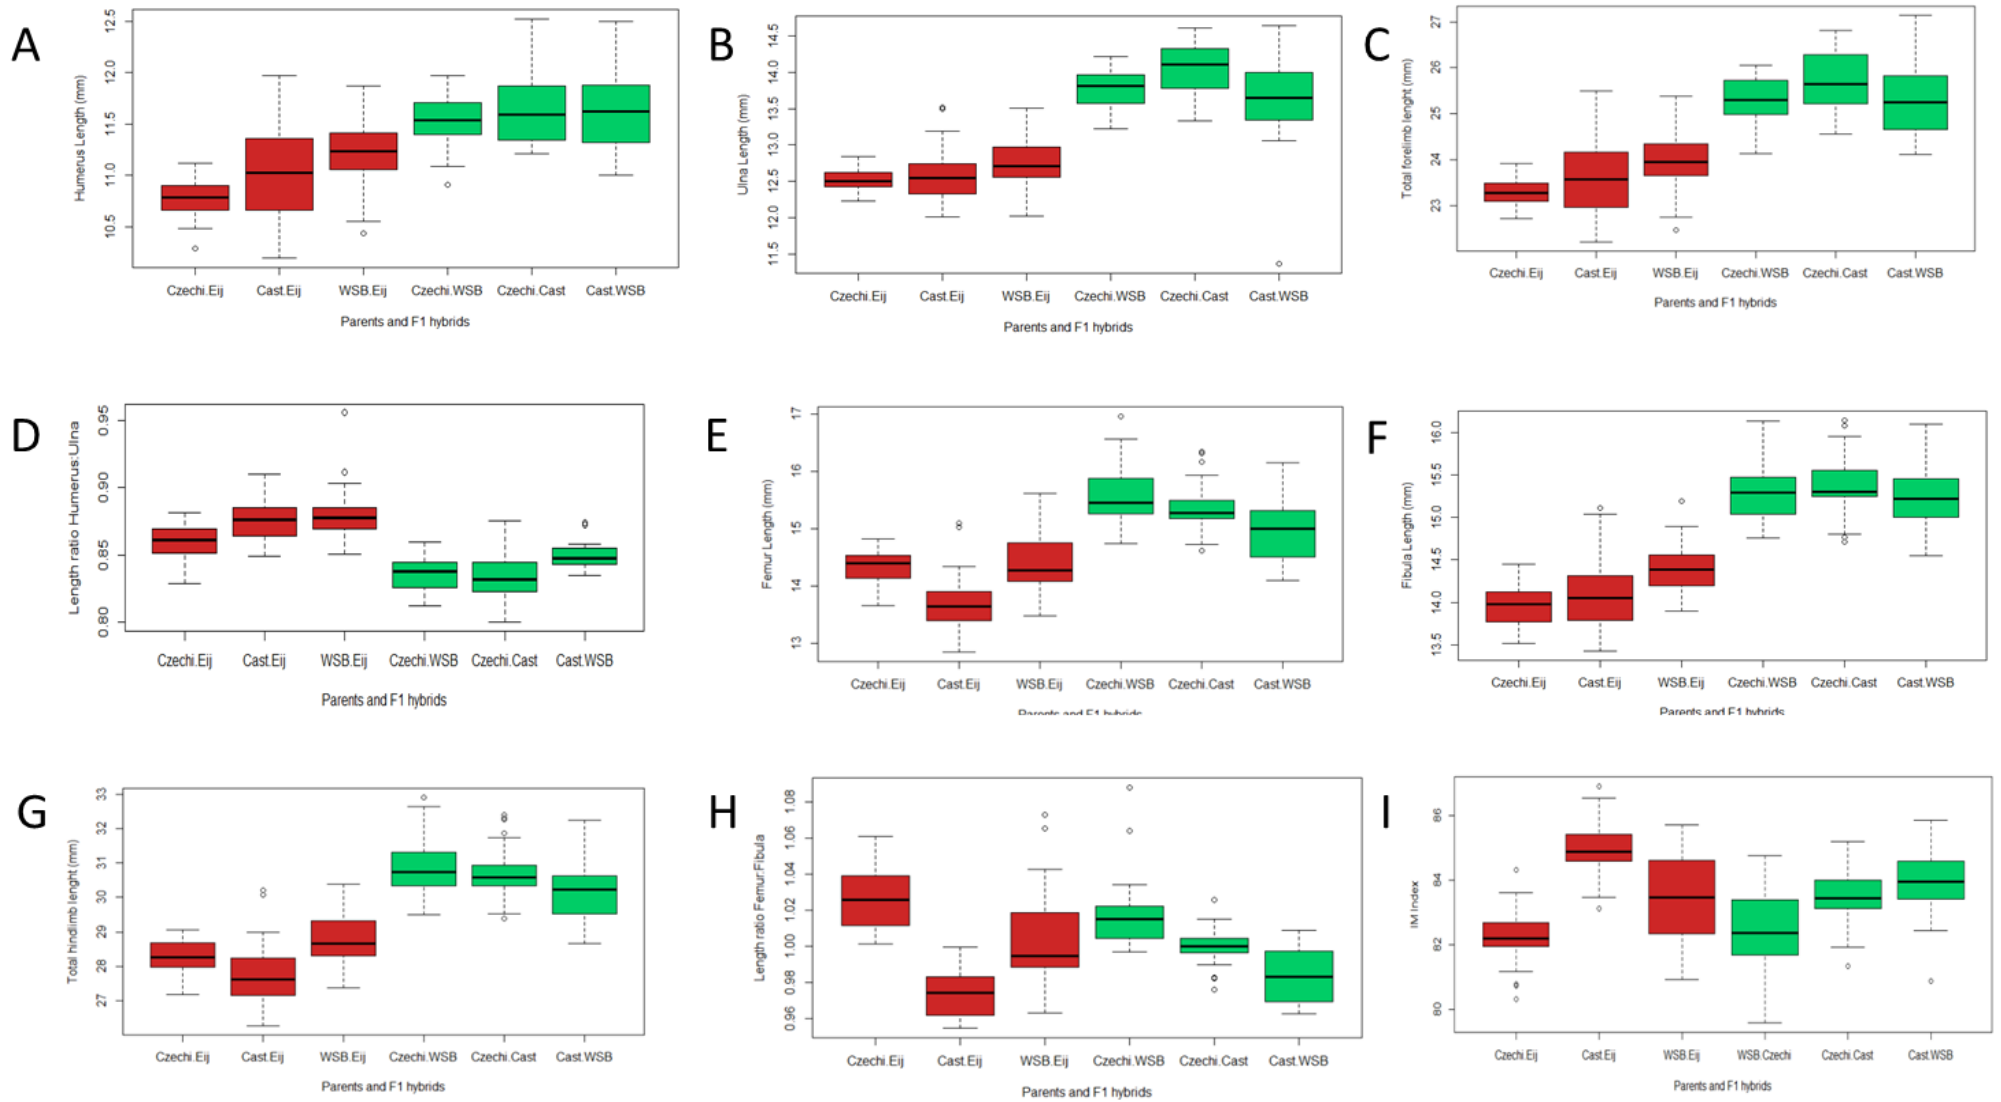 A
Humerus Length (mm)
12.5
12.0
11.5
11.0
10.5
Czechi.Eij Cast.Eij WSB.Eij Czechi.WSB Czechi.Cast Cast.WSB
Parents and F1 hybrids
B
Ulna Length (mm)
14.5
14.0
13.5
13.0
12.5
12.0
11.5
Czechi.Eij Cast.Eij WSB.Eij Czechi.WSB Czechi.Cast Cast.WSB
Parents and F1 hybrids
C
Total forelimb lenght (mm)
27
26
25
24
23
Czechi.Eij Cast.Eij WSB.Eij Czechi.WSB Czechi.Cast Cast.WSB
Parents and F1 hybrids
D
Length ratio Humerus:Ulna
0.95
0.90
0.85
0.80
Czechi.Eij Cast.Eij WSB.Eij Czechi.WSB Czechi.Cast Cast.WSB
Parents and F1 hybrids
E
Femur Length (mm)
17
16
15
14
13
Czechi.Eij Cast.Eij WSB.Eij Czechi.WSB Czechi.Cast Cast.WSB
Parents and F1 hybrids
F
Fibula Length (mm)
16.0
15.5
15.0
14.5
14.0
13.5
Czechi.Eij Cast.Eij WSB.Eij Czechi.WSB Czechi.Cast Cast.WSB
Parents and F1 hybrids
G
Total hindlimb lenght (mm)
33
32
31
30
29
28
27
Czechi.Eij Cast.Eij WSB.Eij Czechi.WSB Czechi.Cast Cast.WSB
Parents and F1 hybrids
H
Length ratio Femur:Fibula
1.08
1.06
1.04
1.02
1.00
0.98
0.96
Czechi.Eij Cast.Eij WSB.Eij Czechi.WSB Czechi.Cast Cast.WSB
Parents and F1 hybrids
I
IM Index
86
84
82
80
Czechi.Eij Cast.Eij WSB.Eij WSB.Czechi Czechi.Cast Cast.WSB
Parents and F1 hybrids